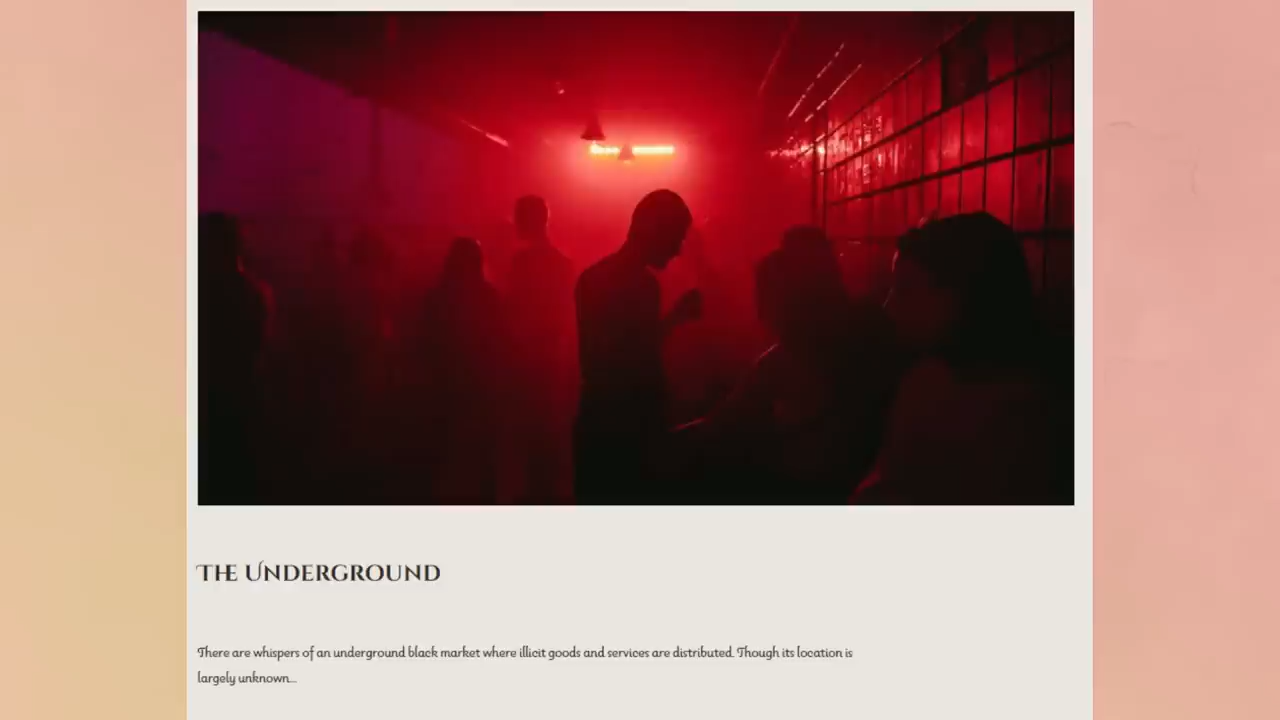 The Underground
There are whispers of an underground black market where illicit goods and services are distributed. Though its location is
largely unknown...